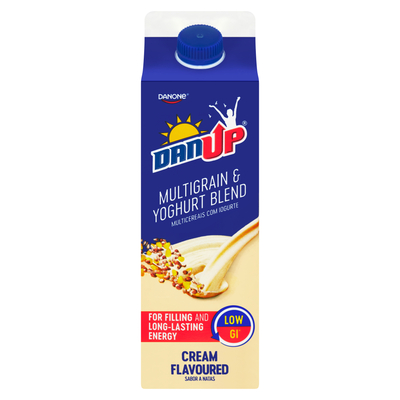 DANONE
DANUP®
MULTIGRAIN &
YOGHURT BLEND
MULTICEREAIS COM IOGURTE
FOR FILLING AND
LONG-LASTING
ENERGY
LOW
GI
CREAM
FLAVOURED
SABOR A NATAS